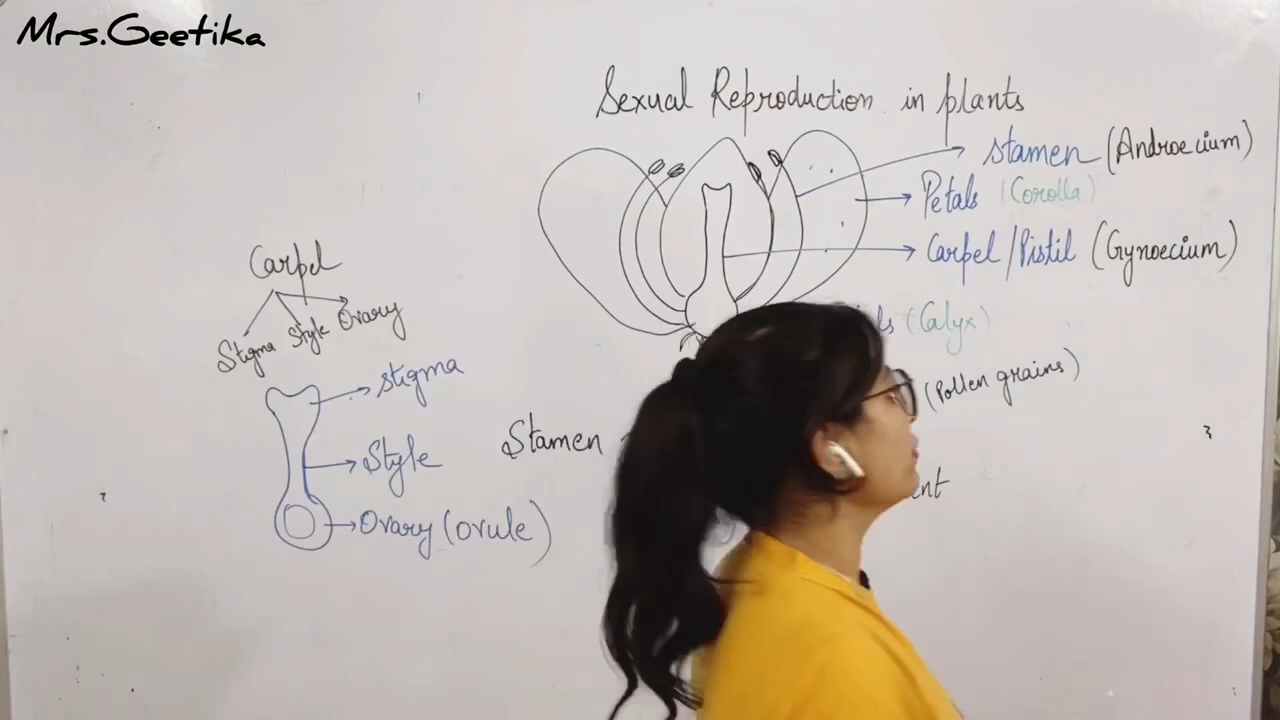 Mrs.Geetika
Sexual Reproduction in plants
stamen (Androecium)
Petals (Corolla)
Carpel/Pistil (Gynoecium)
(Calyx)
(Pollen grains)
Carpel
Stigma Style Ovary
stigma
Style
Ovary (ovule)
Stamen